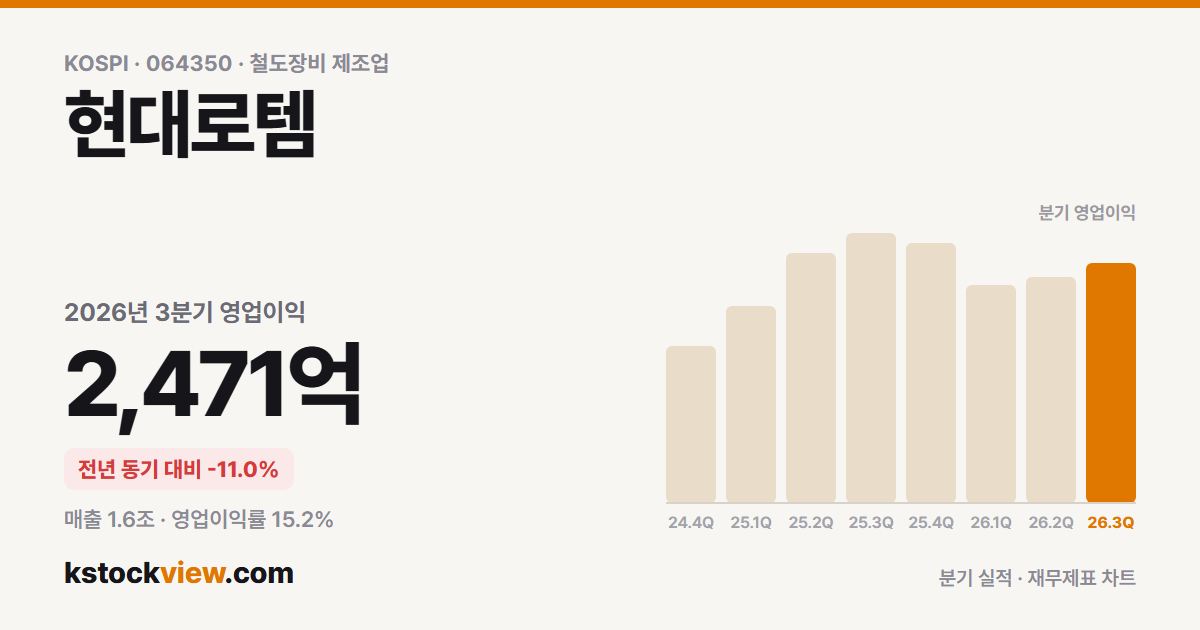 KOSPI · 064350 · 철도장비 제조업
현대로템
분기 영업이익
2026년 3분기 영업이익
2,471억
전년 동기 대비 -11.0%
매출 1.6조 · 영업이익률 15.2%
24.4Q 25.1Q 25.2Q 25.3Q 25.4Q 26.1Q 26.2Q 26.3Q
kstockview.com
분기 실적 · 재무제표 차트